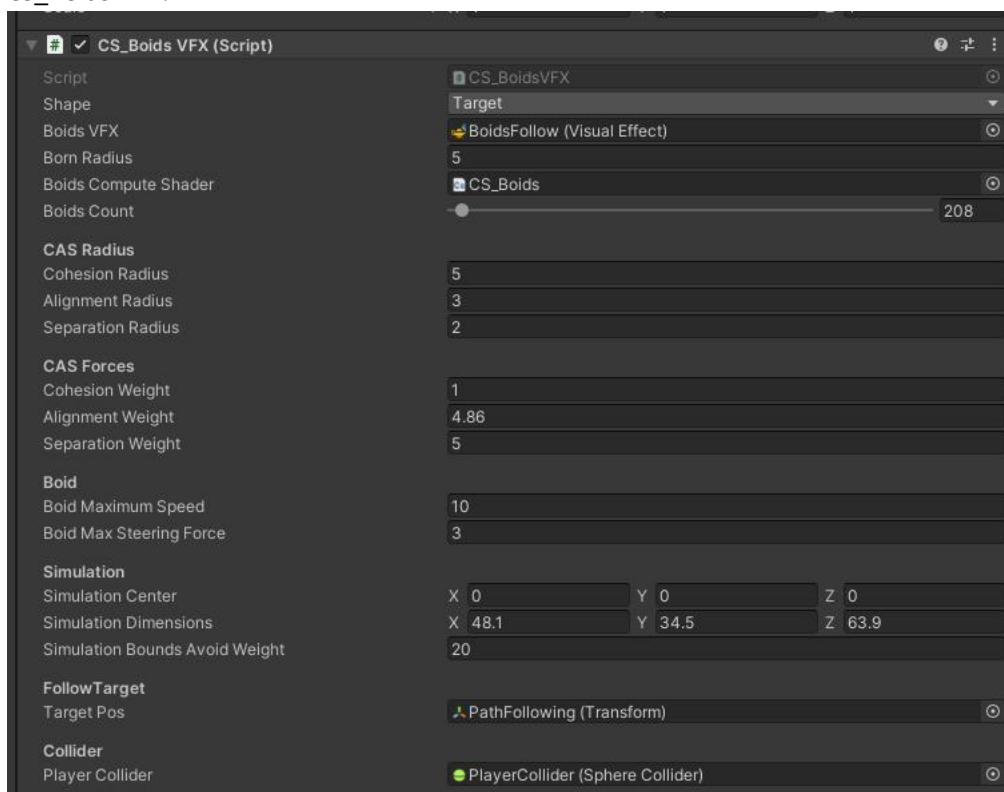 CS_Boids VFX (Script)
Script CS_BoidsVFX
Shape Target
Boids VFX BoidsFollow (Visual Effect)
Born Radius 5
Boids Compute Shader CS_Boids
Boids Count 208
CAS Radius
Cohesion Radius 5
Alignment Radius 3
Separation Radius 2
CAS Forces
Cohesion Weight 1
Alignment Weight 4.86
Separation Weight 5
Boid
Boid Maximum Speed 10
Boid Max Steering Force 3
Simulation
Simulation Center X 0 Y 0 Z 0
Simulation Dimensions X 48.1 Y 34.5 Z 63.9
Simulation Bounds Avoid Weight 20
FollowTarget
Target Pos PathFollowing (Transform)
Collider
Player Collider PlayerCollider (Sphere Collider)